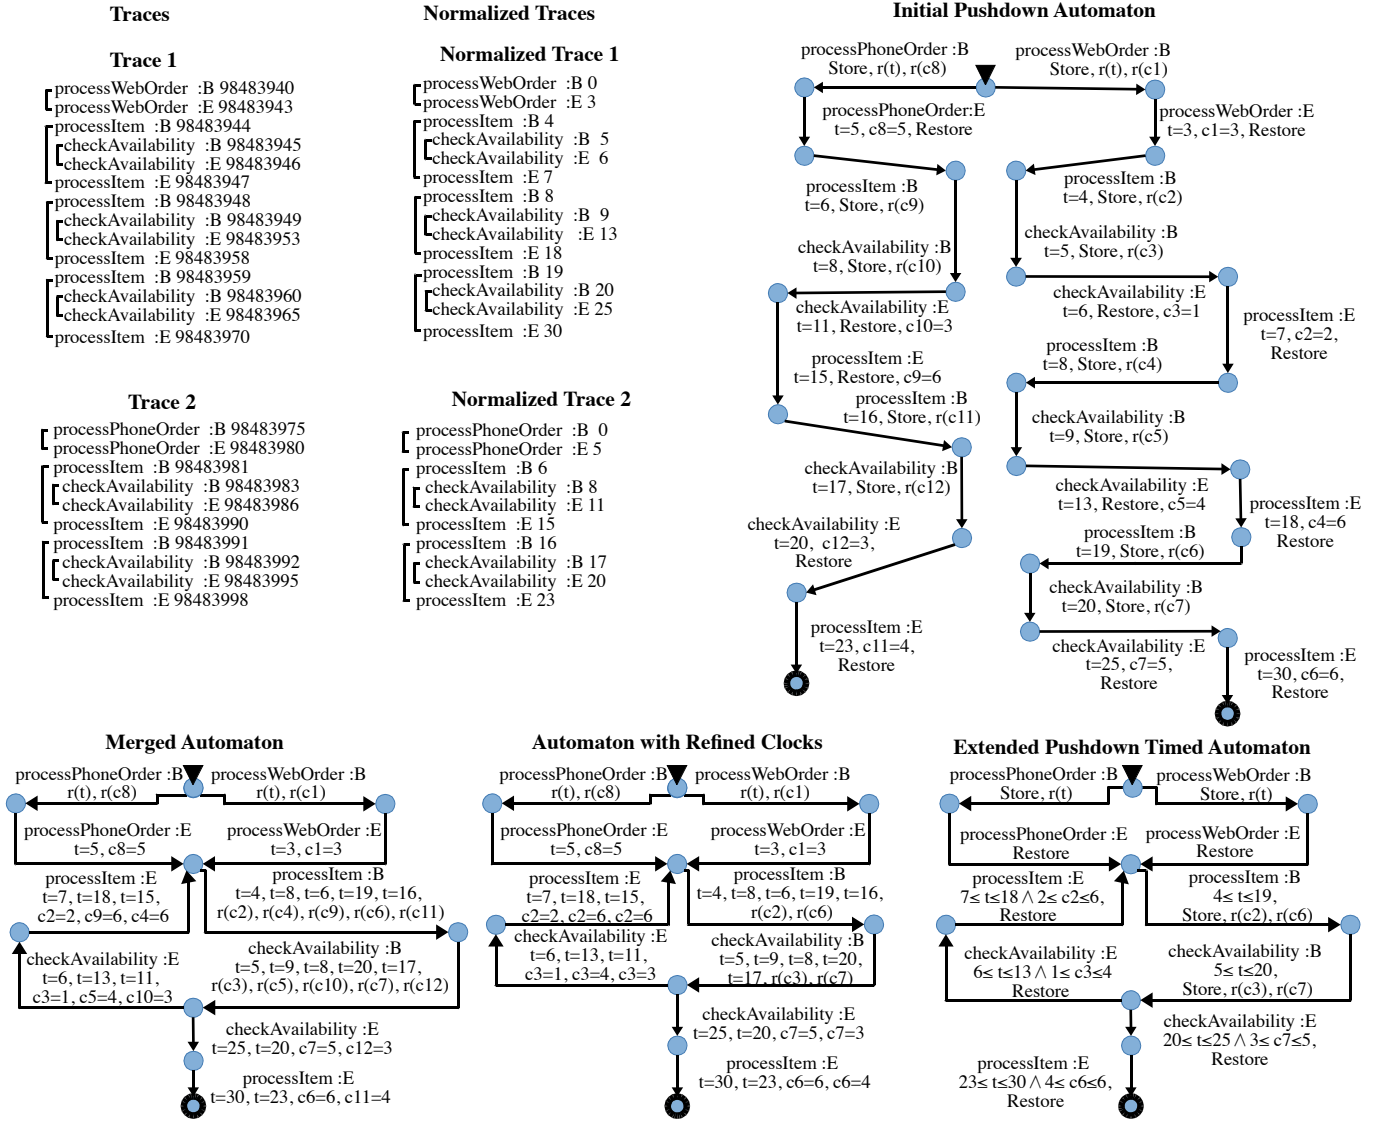 Traces
Trace 1
processWebOrder :B 98483940
processWebOrder :E 98483943
processItem :B 98483944
checkAvailability :B 98483945
checkAvailability :E 98483946
processItem :E 98483947
processItem :B 98483948
checkAvailability :B 98483949
checkAvailability :E 98483953
processItem :E 98483958
processItem :B 98483959
checkAvailability :B 98483960
checkAvailability :E 98483965
processItem :E 98483970
Trace 2
processPhoneOrder :B 98483975
processPhoneOrder :E 98483980
processItem :B 98483981
checkAvailability :B 98483983
checkAvailability :E 98483986
processItem :E 98483990
processItem :B 98483991
checkAvailability :B 98483992
checkAvailability :E 98483995
processItem :E 98483998
Normalized Traces
Normalized Trace 1
processWebOrder :B 0
processWebOrder :E 3
processItem :B 4
checkAvailability :B 5
checkAvailability :E 6
processItem :E 7
processItem :B 8
checkAvailability :B 9
checkAvailability :E 13
processItem :E 18
processItem :B 19
checkAvailability :B 20
checkAvailability :E 25
processItem :E 30
Normalized Trace 2
processPhoneOrder :B 0
processPhoneOrder :E 5
processItem :B 6
checkAvailability :B 8
checkAvailability :E 11
processItem :E 15
processItem :B 16
checkAvailability :B 17
checkAvailability :E 20
processItem :E 23
Initial Pushdown Automaton
processPhoneOrder :B
Store, r(t), r(c8)
processPhoneOrder:E
t=5, c8=5, Restore
processItem :B
t=6, Store, r(c9)
checkAvailability :B
t=8, Store, r(c10)
checkAvailability :E
t=11, Restore, c10=3
processItem :E
t=15, Restore, c9=6
processItem :B
t=16, Store, r(c11)
checkAvailability :B
t=17, Store, r(c12)
checkAvailability :E
t=20, c12=3,
Restore
processItem :E
t=23, c11=4,
Restore
processWebOrder :B
Store, r(t), r(c1)
processWebOrder :E
t=3, c1=3, Restore
processItem :B
t=4, Store, r(c2)
checkAvailability :B
t=5, Store, r(c3)
checkAvailability :E
t=6, Restore, c3=1
processItem :E
t=7, c2=2,
Restore
processItem :B
t=8, Store, r(c4)
checkAvailability :B
t=9, Store, r(c5)
checkAvailability :E
t=13, Restore, c5=4
processItem :E
t=18, c4=6
Restore
processItem :B
t=19, Store, r(c6)
checkAvailability :B
t=20, Store, r(c7)
checkAvailability :E
t=25, c7=5,
Restore
processItem :E
t=30, c6=6,
Restore
Merged Automaton
processPhoneOrder :B
r(t), r(c8)
processWebOrder :B
r(t), r(c1)
processPhoneOrder :E
t=5, c8=5
processWebOrder :E
t=3, c1=3
processItem :E
t=7, t=18, t=15,
c2=2, c9=6, c4=6
processItem :B
t=4, t=8, t=6, t=19, t=16,
r(c2), r(c4), r(c9), r(c6), r(c11)
checkAvailability :E
t=6, t=13, t=11,
c3=1, c5=4, c10=3
checkAvailability :B
t=5, t=9, t=8, t=20, t=17,
r(c3), r(c5), r(c10), r(c7), r(c12)
checkAvailability :E
t=25, t=20, c7=5, c12=3
processItem :E
t=30, t=23, c6=6, c11=4
Automaton with Refined Clocks
processPhoneOrder :B
r(t), r(c8)
processWebOrder :B
r(t), r(c1)
processPhoneOrder :E
t=5, c8=5
processWebOrder :E
t=3, c1=3
processItem :E
t=7, t=18, t=15,
c2=2, c2=6, c2=6
processItem :B
t=4, t=8, t=6, t=19, t=16,
r(c2), r(c6)
checkAvailability :E
t=6, t=13, t=11,
c3=1, c3=4, c3=3
checkAvailability :B
t=5, t=9, t=8, t=20,
t=17, r(c3), r(c7)
checkAvailability :E
t=25, t=20, c7=5, c7=3
processItem :E
t=30, t=23, c6=6, c6=4
Extended Pushdown Timed Automaton
processPhoneOrder :B
Store, r(t)
processWebOrder :B
Store, r(t)
processPhoneOrder :E
Restore
processWebOrder :E
Restore
processItem :E
7≤ t≤18 ∧ 2≤ c2≤6,
Restore
processItem :B
4≤ t≤19,
Store, r(c2), r(c6)
checkAvailability :E
6≤ t≤13 ∧ 1≤ c3≤4
Restore
checkAvailability :B
5≤ t≤20,
Store, r(c3), r(c7)
checkAvailability :E
20≤ t≤25 ∧ 3≤ c7≤5,
Restore
processItem :E
23≤ t≤30 ∧ 4≤ c6≤6,
Restore